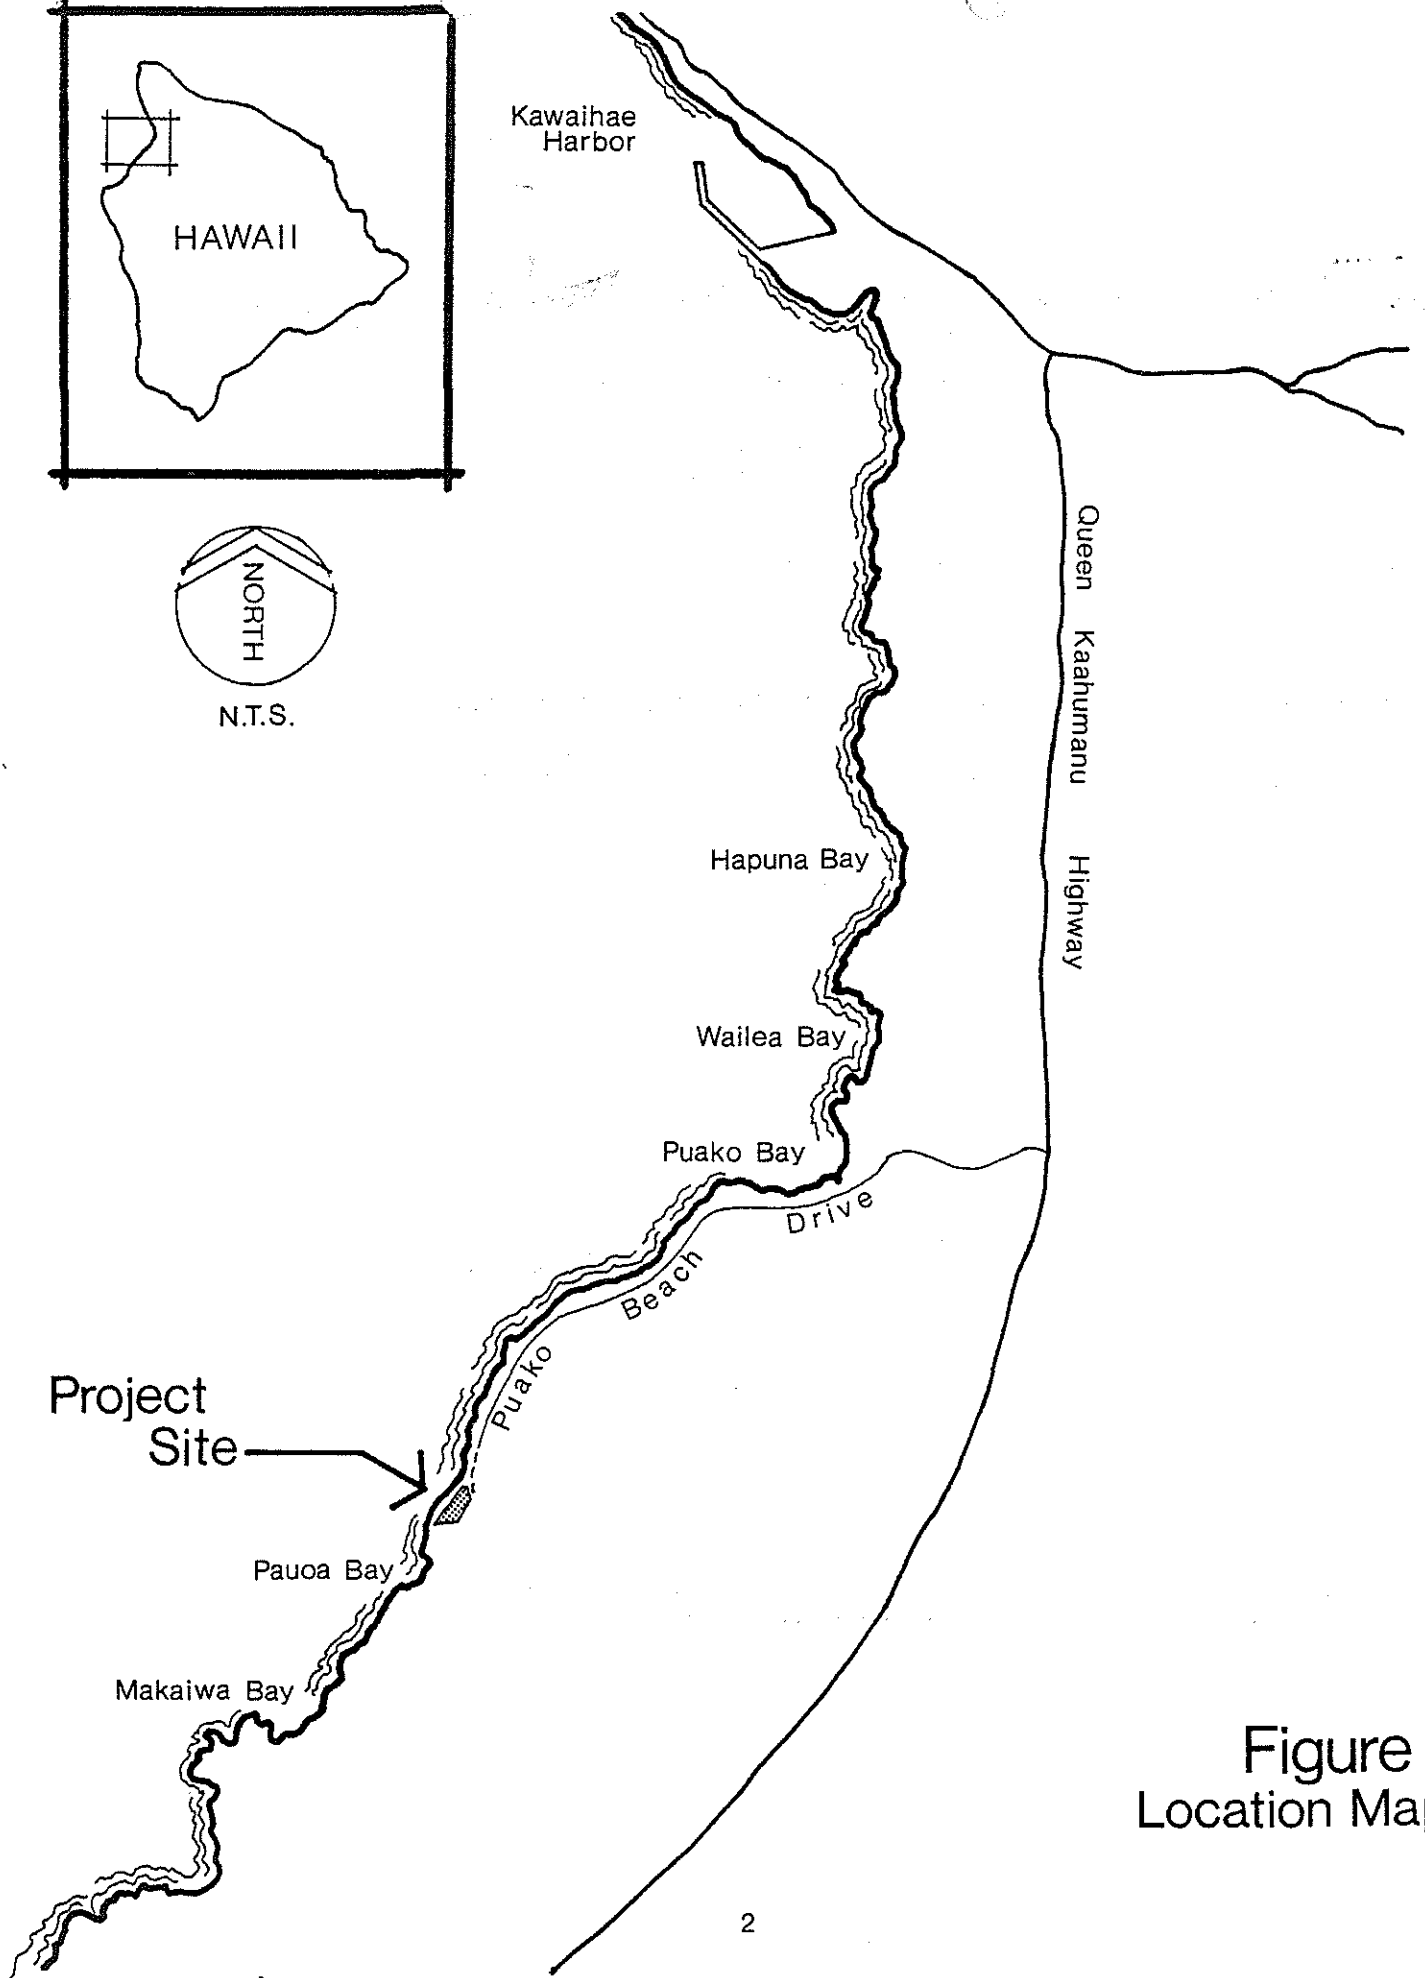 Kawaihae
Harbor
HAWAII
NORTH
N.T.S.
Queen Kaahumanu Highway
Hapuna Bay
Wailea Bay
Puako Bay
Puako Beach Drive
Project
Site
Pauoa Bay
Makaiwa Bay
Figure
Location Ma
2